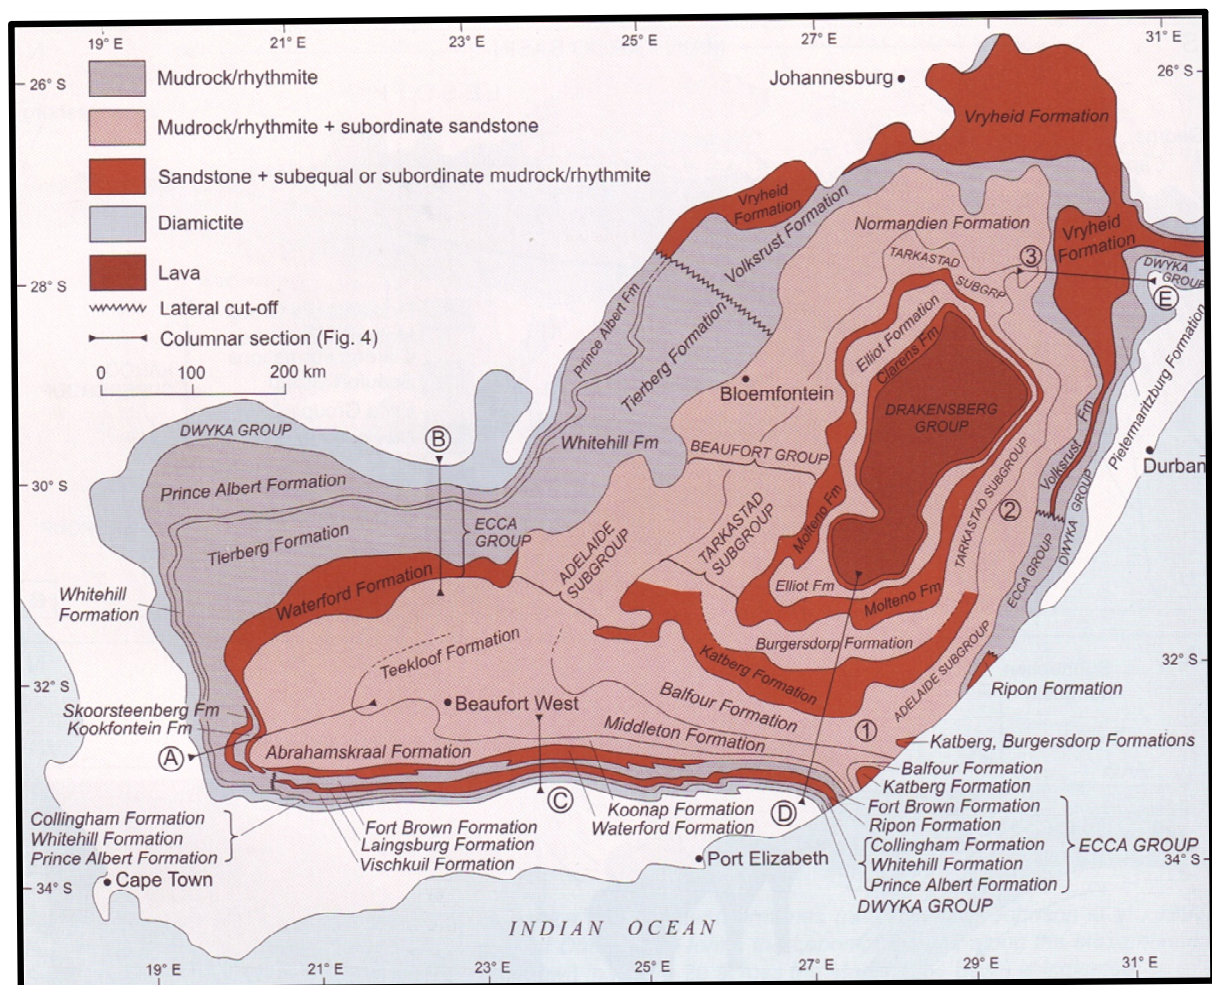 19° E
21° E
23° E
25° E
27° E
31° E
26° S
26° S
28° S
30° S
32° S
32° S
34° S
34° S
Mudrock/rhythmite
Mudrock/rhythmite + subordinate sandstone
Sandstone + subequal or subordinate mudrock/rhythmite
Diamictite
Lava
Lateral cut-off
Columnar section (Fig. 4)
0 100 200 km
Johannesburg
Vryheid Formation
Vryheid
Formation
Volksrust Formation
Normandien Formation
Vryheid
Formation
TARKASTAD
SUBGRP
3
DWYKA
GROUP
E
Prince Albert Fm
Tierberg Formation
Elliot Formation
Clarens Fm
Bloemfontein
DRAKENSBERG
GROUP
Pietermaritzburg Formation
Volksrust Fm
Durban
DWYKA GROUP
B
Whitehill Fm
BEAUFORT GROUP
Prince Albert Formation
ECCA
GROUP
Tierberg Formation
ADELAIDE
SUBGROUP
TARKASTAD
SUBGROUP
Molteno Fm
TARKASTAD SUBGROUP
2
ECCA GROUP
DWYKA GROUP
Elliot Fm
Molteno Fm
Whitehill
Formation
Waterford Formation
Burgersdorp Formation
Teekloof Formation
Katberg Formation
ADELAIDE SUBGROUP
Ripon Formation
Balfour Formation
Beaufort West
Middleton Formation
1
Skoorsteenberg Fm
Kookfontein Fm
A
Abrahamskraal Formation
Katberg, Burgersdorp Formations
Balfour Formation
Katberg Formation
Fort Brown Formation
Ripon Formation
Collingham Formation
Whitehill Formation
Prince Albert Formation
ECCA GROUP
DWYKA GROUP
C
D
Koonap Formation
Waterford Formation
Collingham Formation
Whitehill Formation
Prince Albert Formation
Fort Brown Formation
Laingsburg Formation
Vischkuil Formation
Port Elizabeth
Cape Town
INDIAN OCEAN
19° E
21° E
23° E
25° E
27° E
29° E
31° E